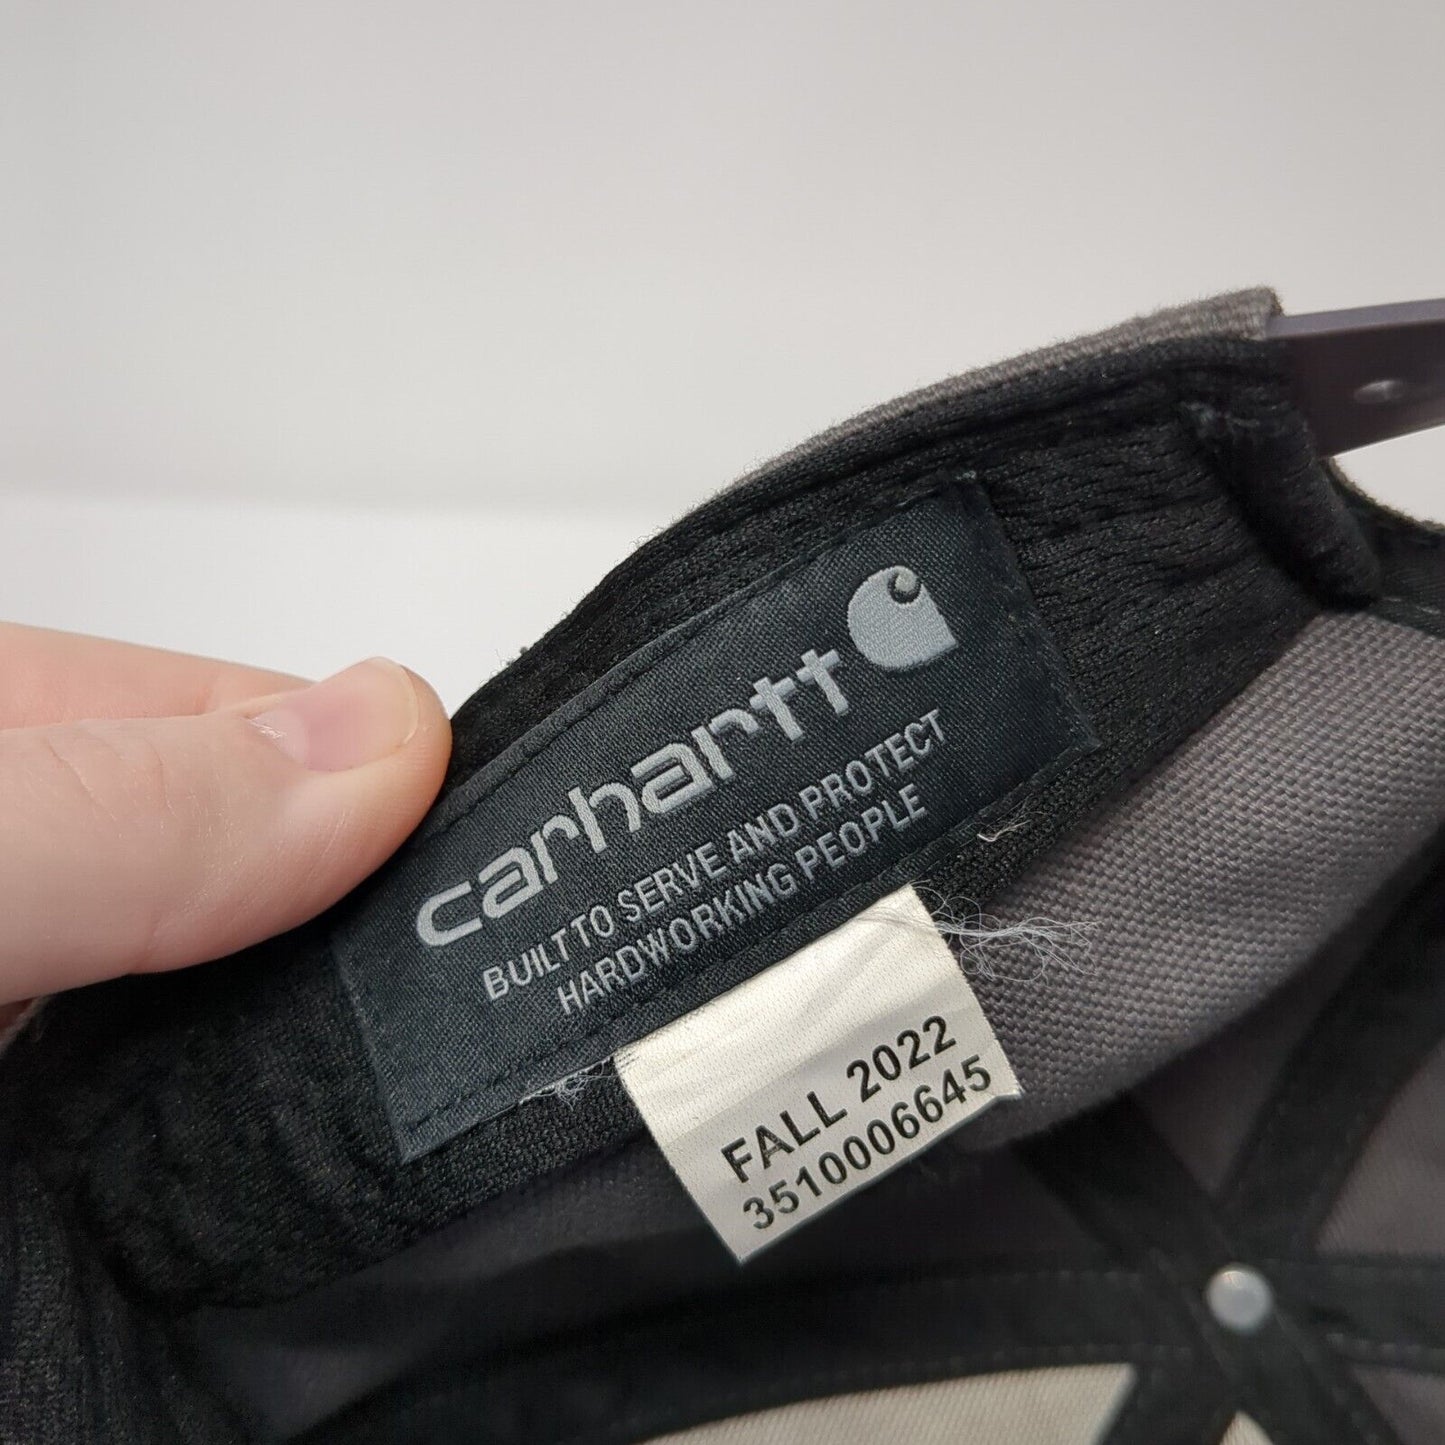 carhartt
BUILT TO SERVE AND PROTECT
HARDWORKING PEOPLE
FALL 2022
3510006645